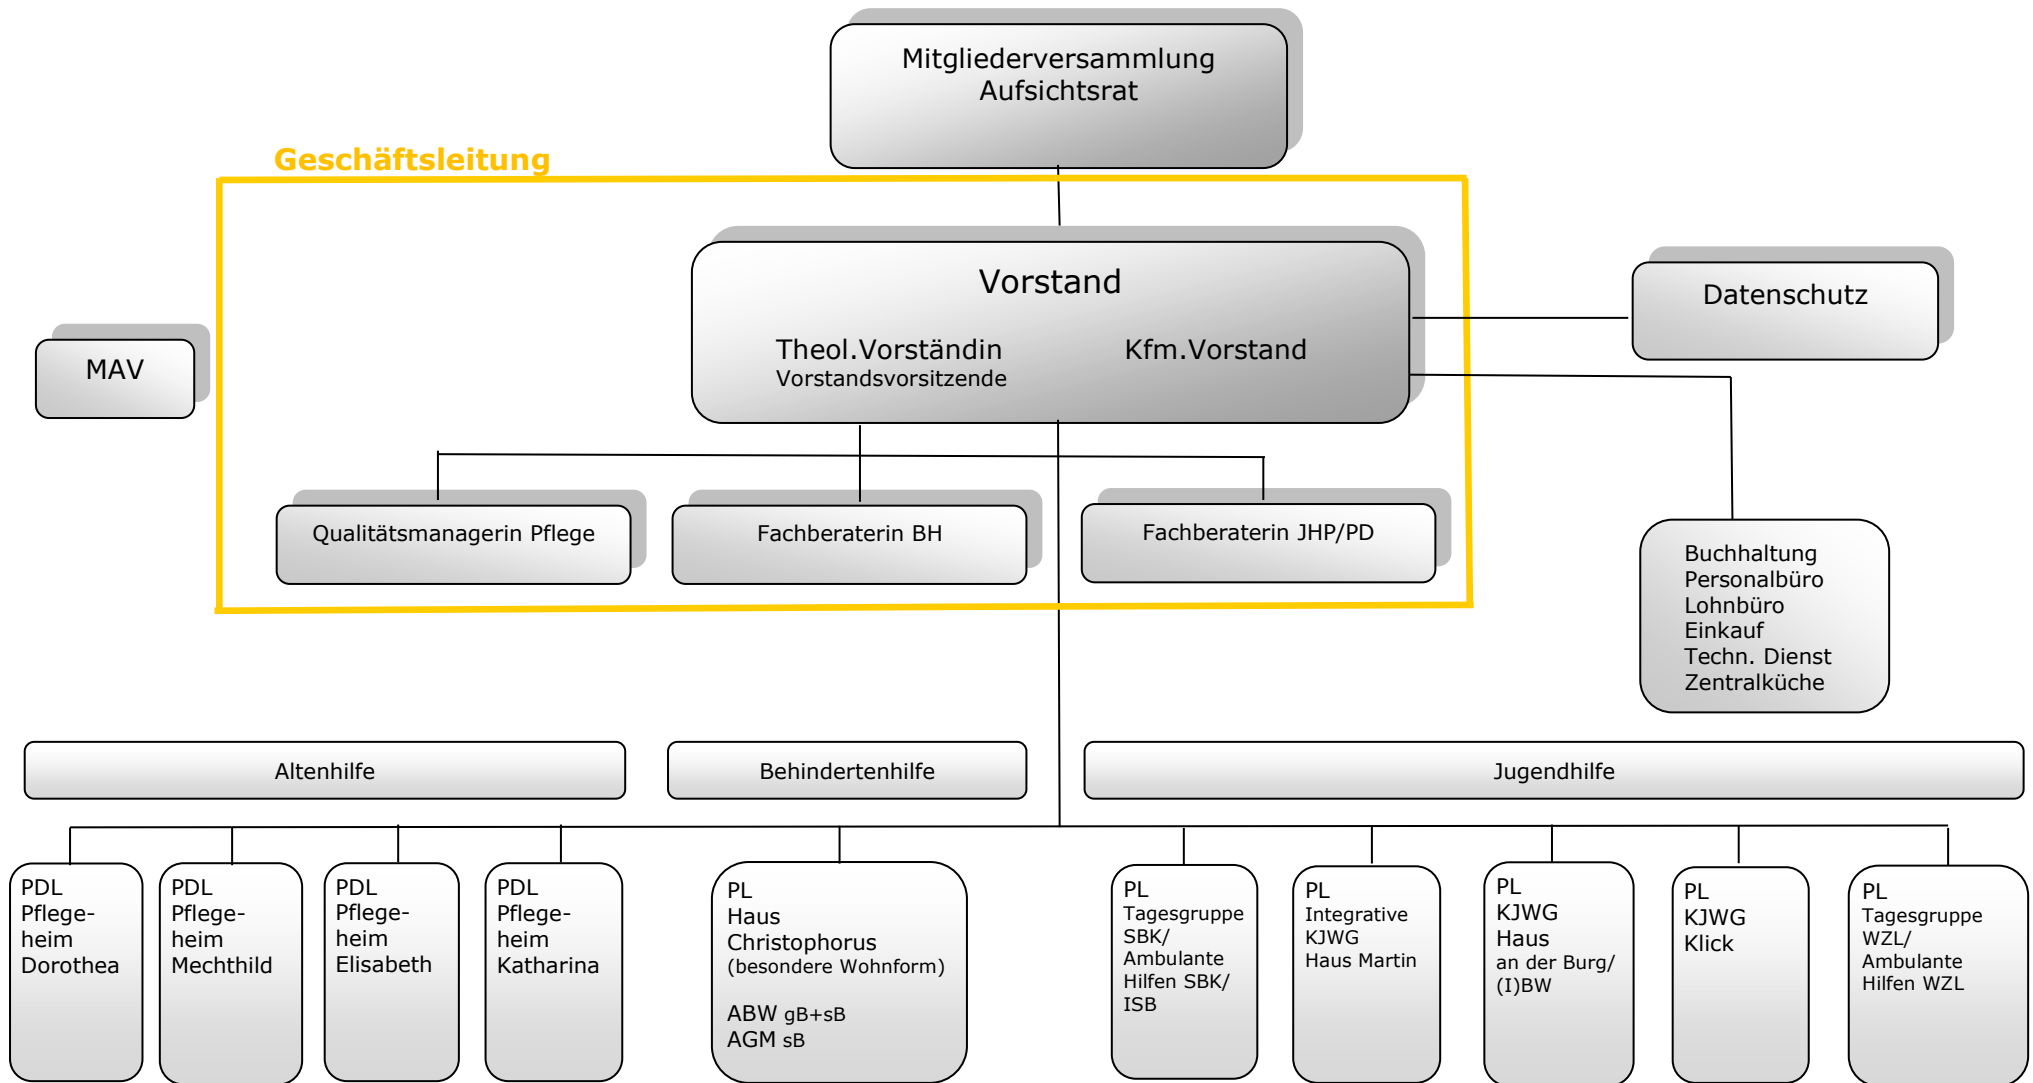 Mitgliederversammlung
Aufsichtsrat
Geschäftsleitung
Vorstand
Theol.Vorständin
Vorstandsvorsitzende
Kfm.Vorstand
Datenschutz
MAV
Qualitätsmanagerin Pflege
Fachberaterin BH
Fachberaterin JHP/PD
Buchhaltung
Personalbüro
Lohnbüro
Einkauf
Techn. Dienst
Zentralküche
Altenhilfe
Behindertenhilfe
Jugendhilfe
PDL
Pflege-
heim
Dorothea
PDL
Pflege-
heim
Mechthild
PDL
Pflege-
heim
Elisabeth
PDL
Pflege-
heim
Katharina
PL
Haus
Christophorus
(besondere Wohnform)
ABW gB+sB
AGM sB
PL
Tagesgruppe
SBK/
Ambulante
Hilfen SBK/
ISB
PL
Integrative
KJWG
Haus Martin
PL
KJWG
Haus
an der Burg/
(I)BW
PL
KJWG
Klick
PL
Tagesgruppe
WZL/
Ambulante
Hilfen WZL